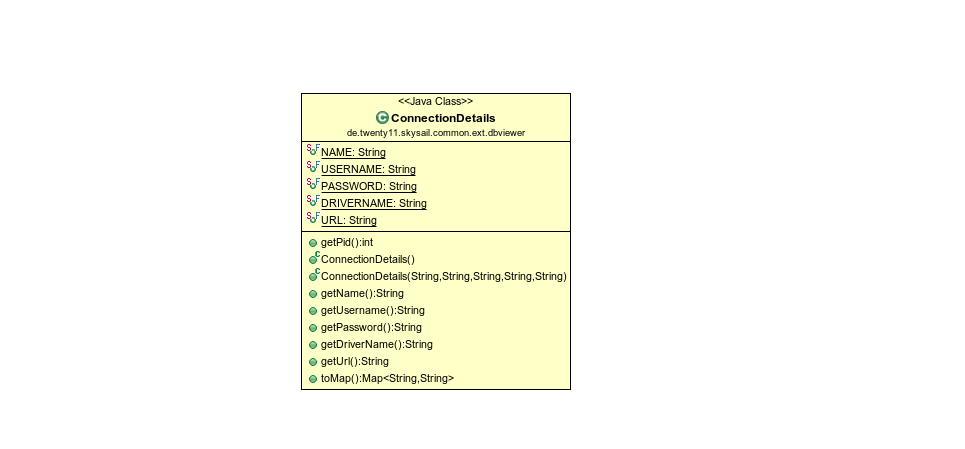 <<Java Class>>
ConnectionDetails
de.twenty11.skysail.common.ext.dbviewer
NAME: String
USERNAME: String
PASSWORD: String
DRIVERNAME: String
URL: String
getPid():int
ConnectionDetails()
ConnectionDetails(String,String,String,String,String)
getName():String
getUsername():String
getPassword():String
getDriverName():String
getUrl():String
toMap():Map<String,String>